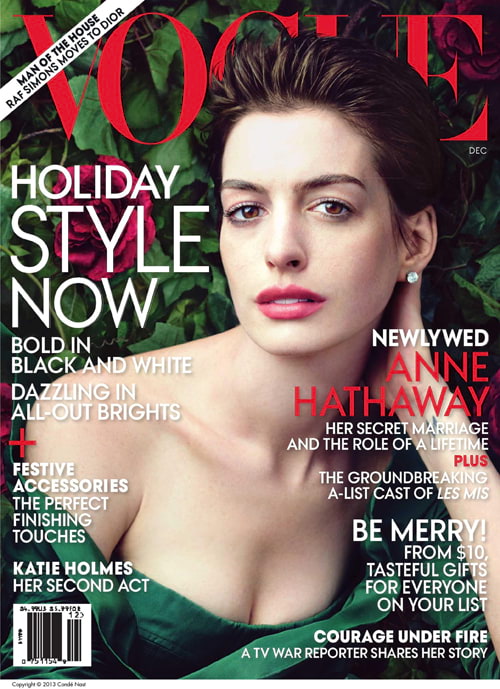 VOGUE
MAN OF THE HOUSE
RAF SIMONS MOVES TO DIOR
DEC
HOLIDAY
STYLE
NOW
BOLD IN
BLACK AND WHITE
DAZZLING IN
ALL-OUT BRIGHTS
+
FESTIVE
ACCESSORIES
THE PERFECT
FINISHING
TOUCHES
KATIE HOLMES
HER SECOND ACT
NEWLYWED
ANNE
HATHAWAY
HER SECRET MARRIAGE
AND THE ROLE OF A LIFETIME
PLUS
THE GROUNDBREAKING
A-LIST CAST OF LES MIS
BE MERRY!
FROM $10,
TASTEFUL GIFTS
FOR EVERYONE
ON YOUR LIST
COURAGE UNDER FIRE
A TV WAR REPORTER SHARES HER STORY
12>
Copyright © 2013 Condé Nast